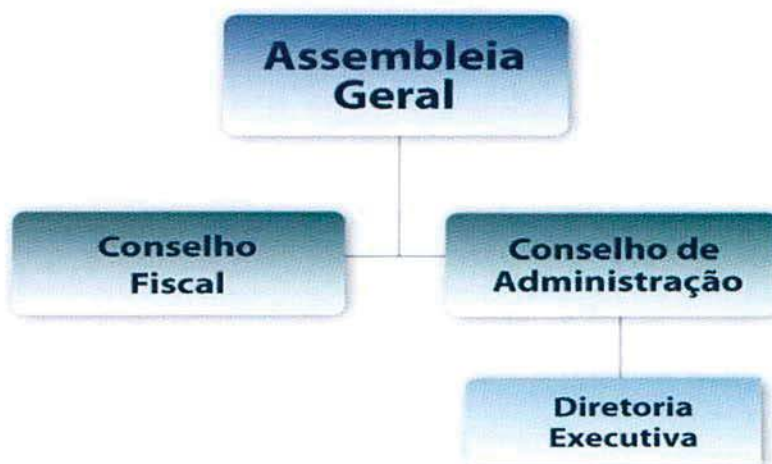 Assembleia
Geral
Conselho
Fiscal
Conselho de
Administração
Diretoria
Executiva